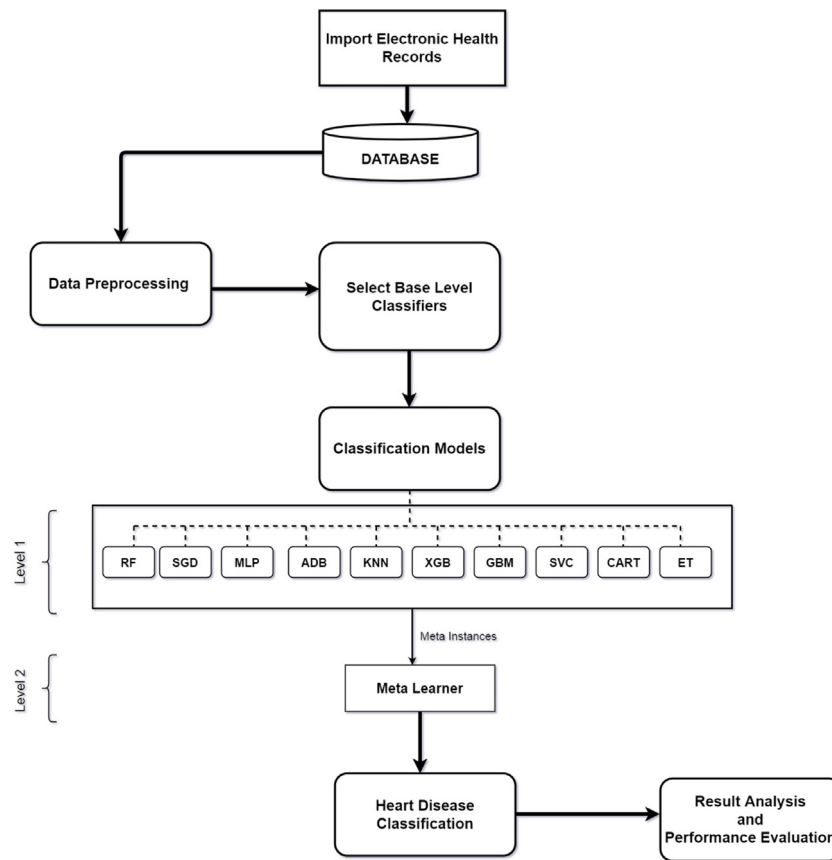 Import Electronic Health
Records
DATABASE
Data Preprocessing
Select Base Level
Classifiers
Classification Models
Level 1
RF
SGD
MLP
ADB
KNN
XGB
GBM
SVC
CART
ET
Meta Instances
Level 2
Meta Learner
Heart Disease
Classification
Result Analysis
and
Performance Evaluation